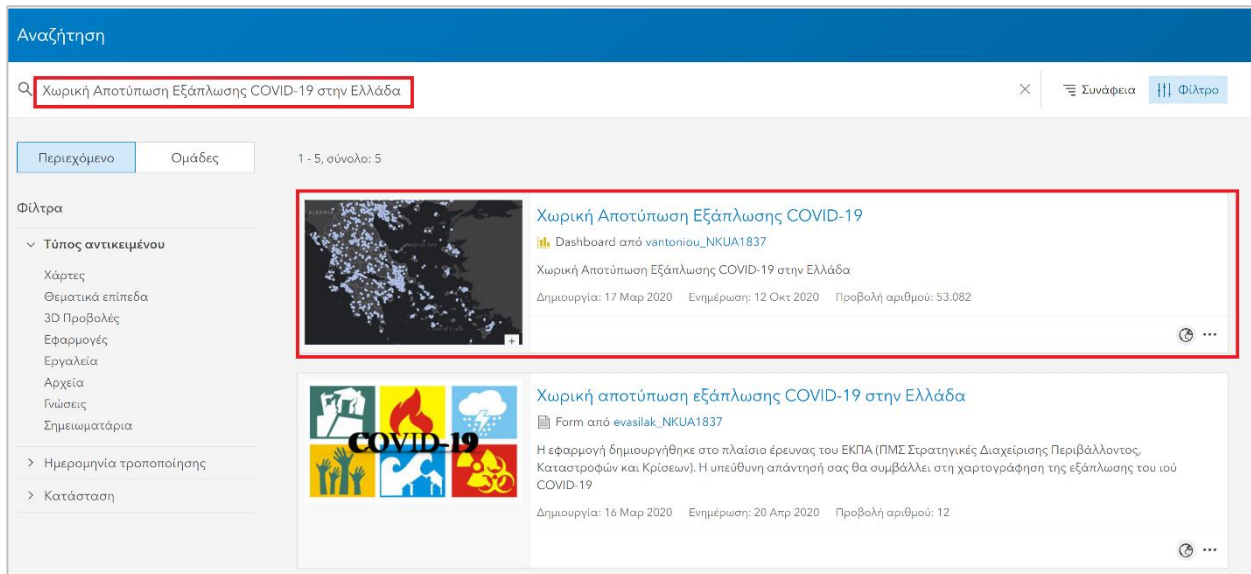 Αναζήτηση
Χωρική Αποτύπωση Εξάπλωσης COVID-19 στην Ελλάδα
Συνάφεια
Φίλτρο
Περιεχόμενο
Ομάδες
1 - 5, σύνολο: 5
Φίλτρα
Τύπος αντικειμένου
Χάρτες
Θεματικά επίπεδα
3D Προβολές
Εφαρμογές
Εργαλεία
Αρχεία
Γνώσεις
Σημειωματάρια
Ημερομηνία τροποποίησης
Κατάσταση
Χωρική Αποτύπωση Εξάπλωσης COVID-19
Dashboard από vantoniou_NKUA1837
Χωρική Αποτύπωση Εξάπλωσης COVID-19 στην Ελλάδα
Δημιουργία: 17 Μαρ 2020 Ενημέρωση: 12 Οκτ 2020 Προβολή αριθμού: 53.082
COVID-19
Χωρική αποτύπωση εξάπλωσης COVID-19 στην Ελλάδα
Form από evasilak_NKUA1837
Η εφαρμογή δημιουργήθηκε στο πλαίσιο έρευνας του ΕΚΠΑ (ΠΜΣ Στρατηγικές Διαχείρισης Περιβάλλοντος,
Καταστροφών και Κρίσεων). Η υπεύθυνη απάντησή σας θα συμβάλλει στη χαρτογράφηση της εξάπλωσης του ιού
COVID-19
Δημιουργία: 16 Μαρ 2020 Ενημέρωση: 20 Απρ 2020 Προβολή αριθμού: 12